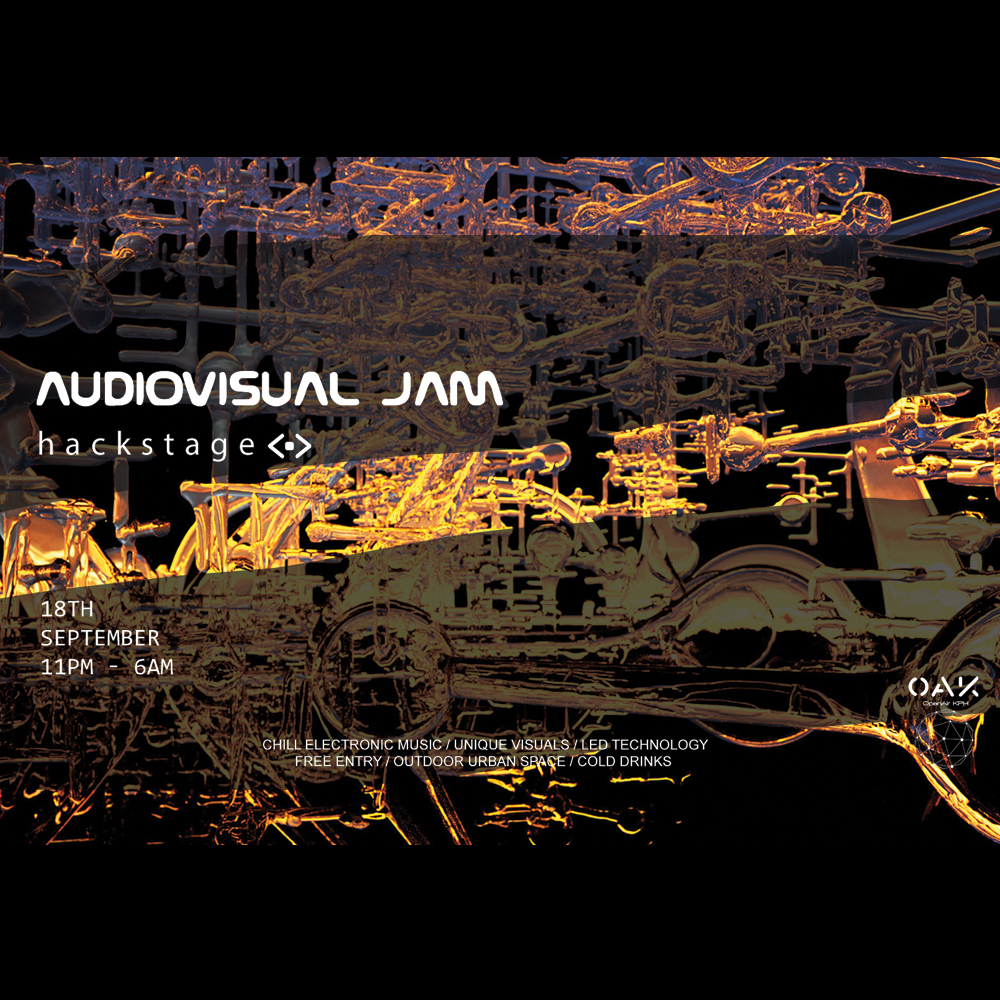 AUDIOVISUAL JAM
hackstage
18TH
SEPTEMBER
11PM - 6AM
OAK
OpenAir KPH
CHILL ELECTRONIC MUSIC / UNIQUE VISUALS / LED TECHNOLOGY
FREE ENTRY / OUTDOOR URBAN SPACE / COLD DRINKS